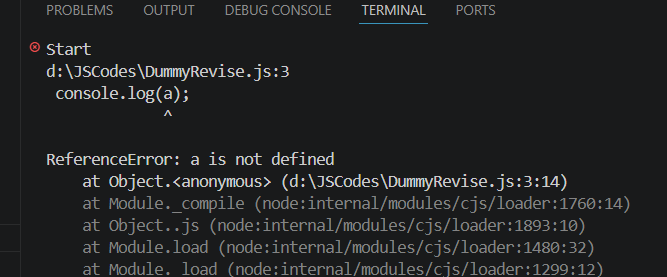 PROBLEMS OUTPUT DEBUG CONSOLE TERMINAL PORTS
Start
d:\JSCodes\DummyRevise.js:3
 console.log(a);
             ^
ReferenceError: a is not defined
    at Object.<anonymous> (d:\JSCodes\DummyRevise.js:3:14)
    at Module._compile (node:internal/modules/cjs/loader:1760:14)
    at Object..js (node:internal/modules/cjs/loader:1893:10)
    at Module.load (node:internal/modules/cjs/loader:1480:32)
    at Module._load (node:internal/modules/cjs/loader:1299:12)